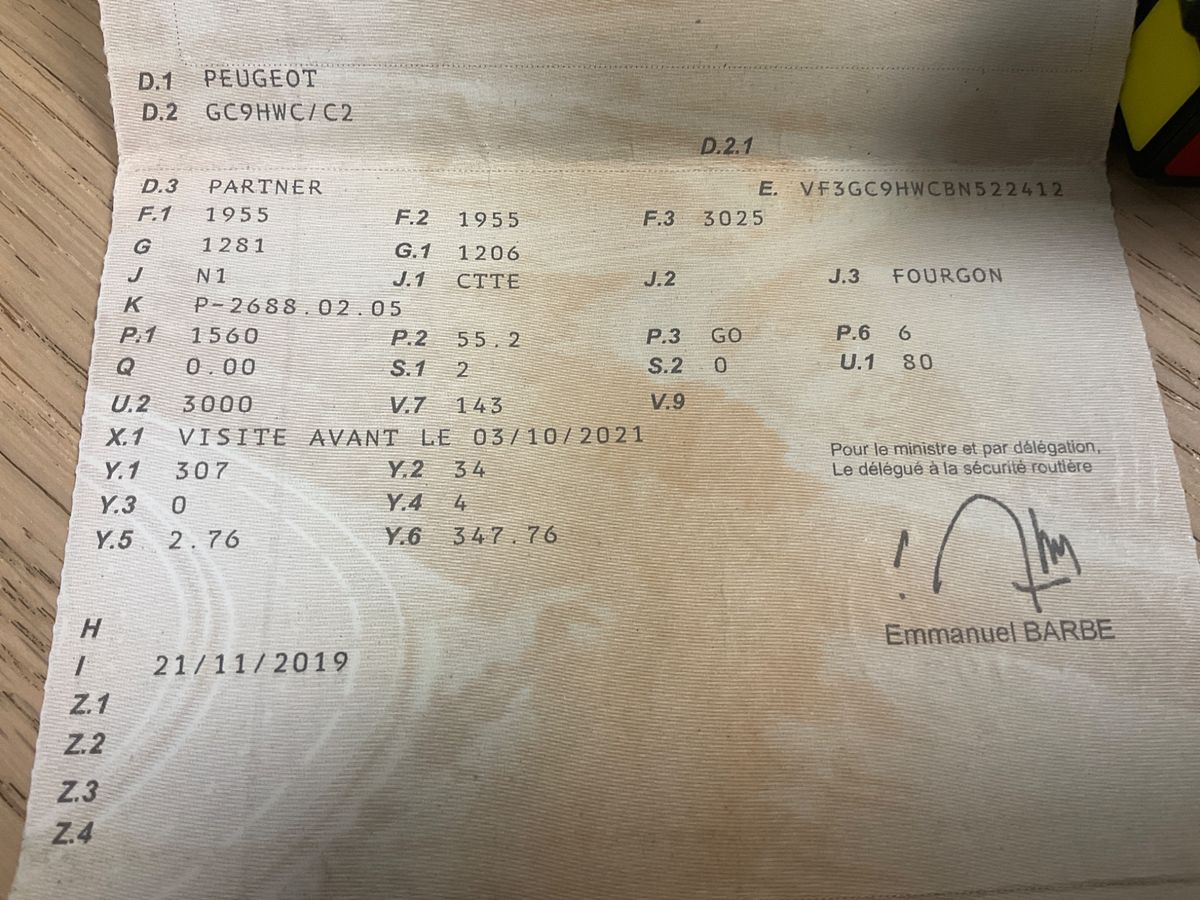 D.1 PEUGEOT
D.2 GC9HWC/C2
D.2.1
D.3 PARTNER E. VF3GC9HWCBN522412
F.1 1955 F.2 1955 F.3 3025
G 1281 G.1 1206
J N1 J.1 CTTE J.2 J.3 FOURGON
K P-2688.02.05
P.1 1560 P.2 55.2 P.3 GO P.6 6
Q 0.00 S.1 2 S.2 0 U.1 80
U.2 3000 V.7 143 V.9
X.1 VISITE AVANT LE 03/10/2021
Y.1 307 Y.2 34
Y.3 0 Y.4 4
Y.5 2.76 Y.6 347.76
Pour le ministre et par délégation,
Le délégué à la sécurité routière
Emmanuel BARBE
H
I 21/11/2019
Z.1
Z.2
Z.3
Z.4